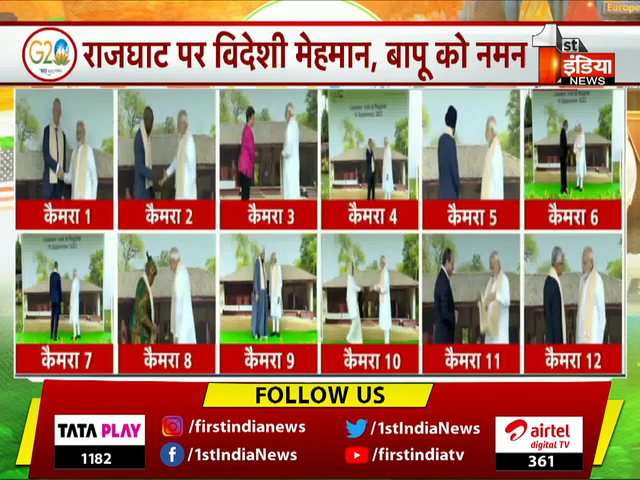 Europe
G20
राजघाट पर विदेशी मेहमान, बापू को नमन
1st
इंडिया
NEWS
कैमरा 1
कैमरा 2
कैमरा 3
कैमरा 4
कैमरा 5
कैमरा 6
कैमरा 7
कैमरा 8
कैमरा 9
कैमरा 10
कैमरा 11
कैमरा 12
FOLLOW US
TATA PLAY
1182
/firstindianews
/1stIndiaNews
/1stIndiaNews
/firstindiatv
airtel
digital TV
361